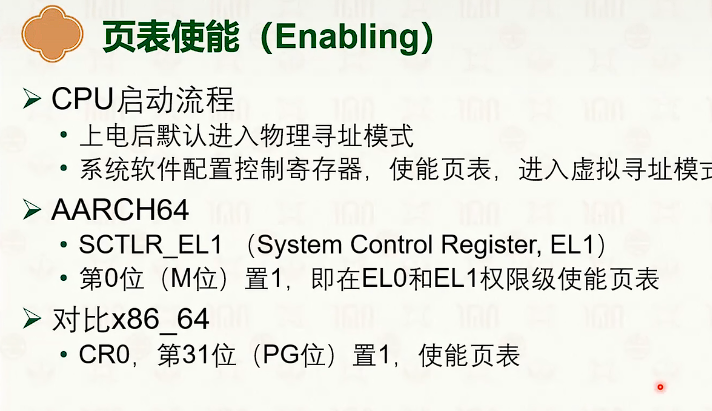 页表使能（Enabling）
CPU启动流程
上电后默认进入物理寻址模式
系统软件配置控制寄存器，使能页表，进入虚拟寻址模式
AARCH64
SCTLR_EL1 （System Control Register, EL1）
第0位（M位）置1，即在EL0和EL1权限级使能页表
对比x86_64
CR0，第31位（PG位）置1，使能页表